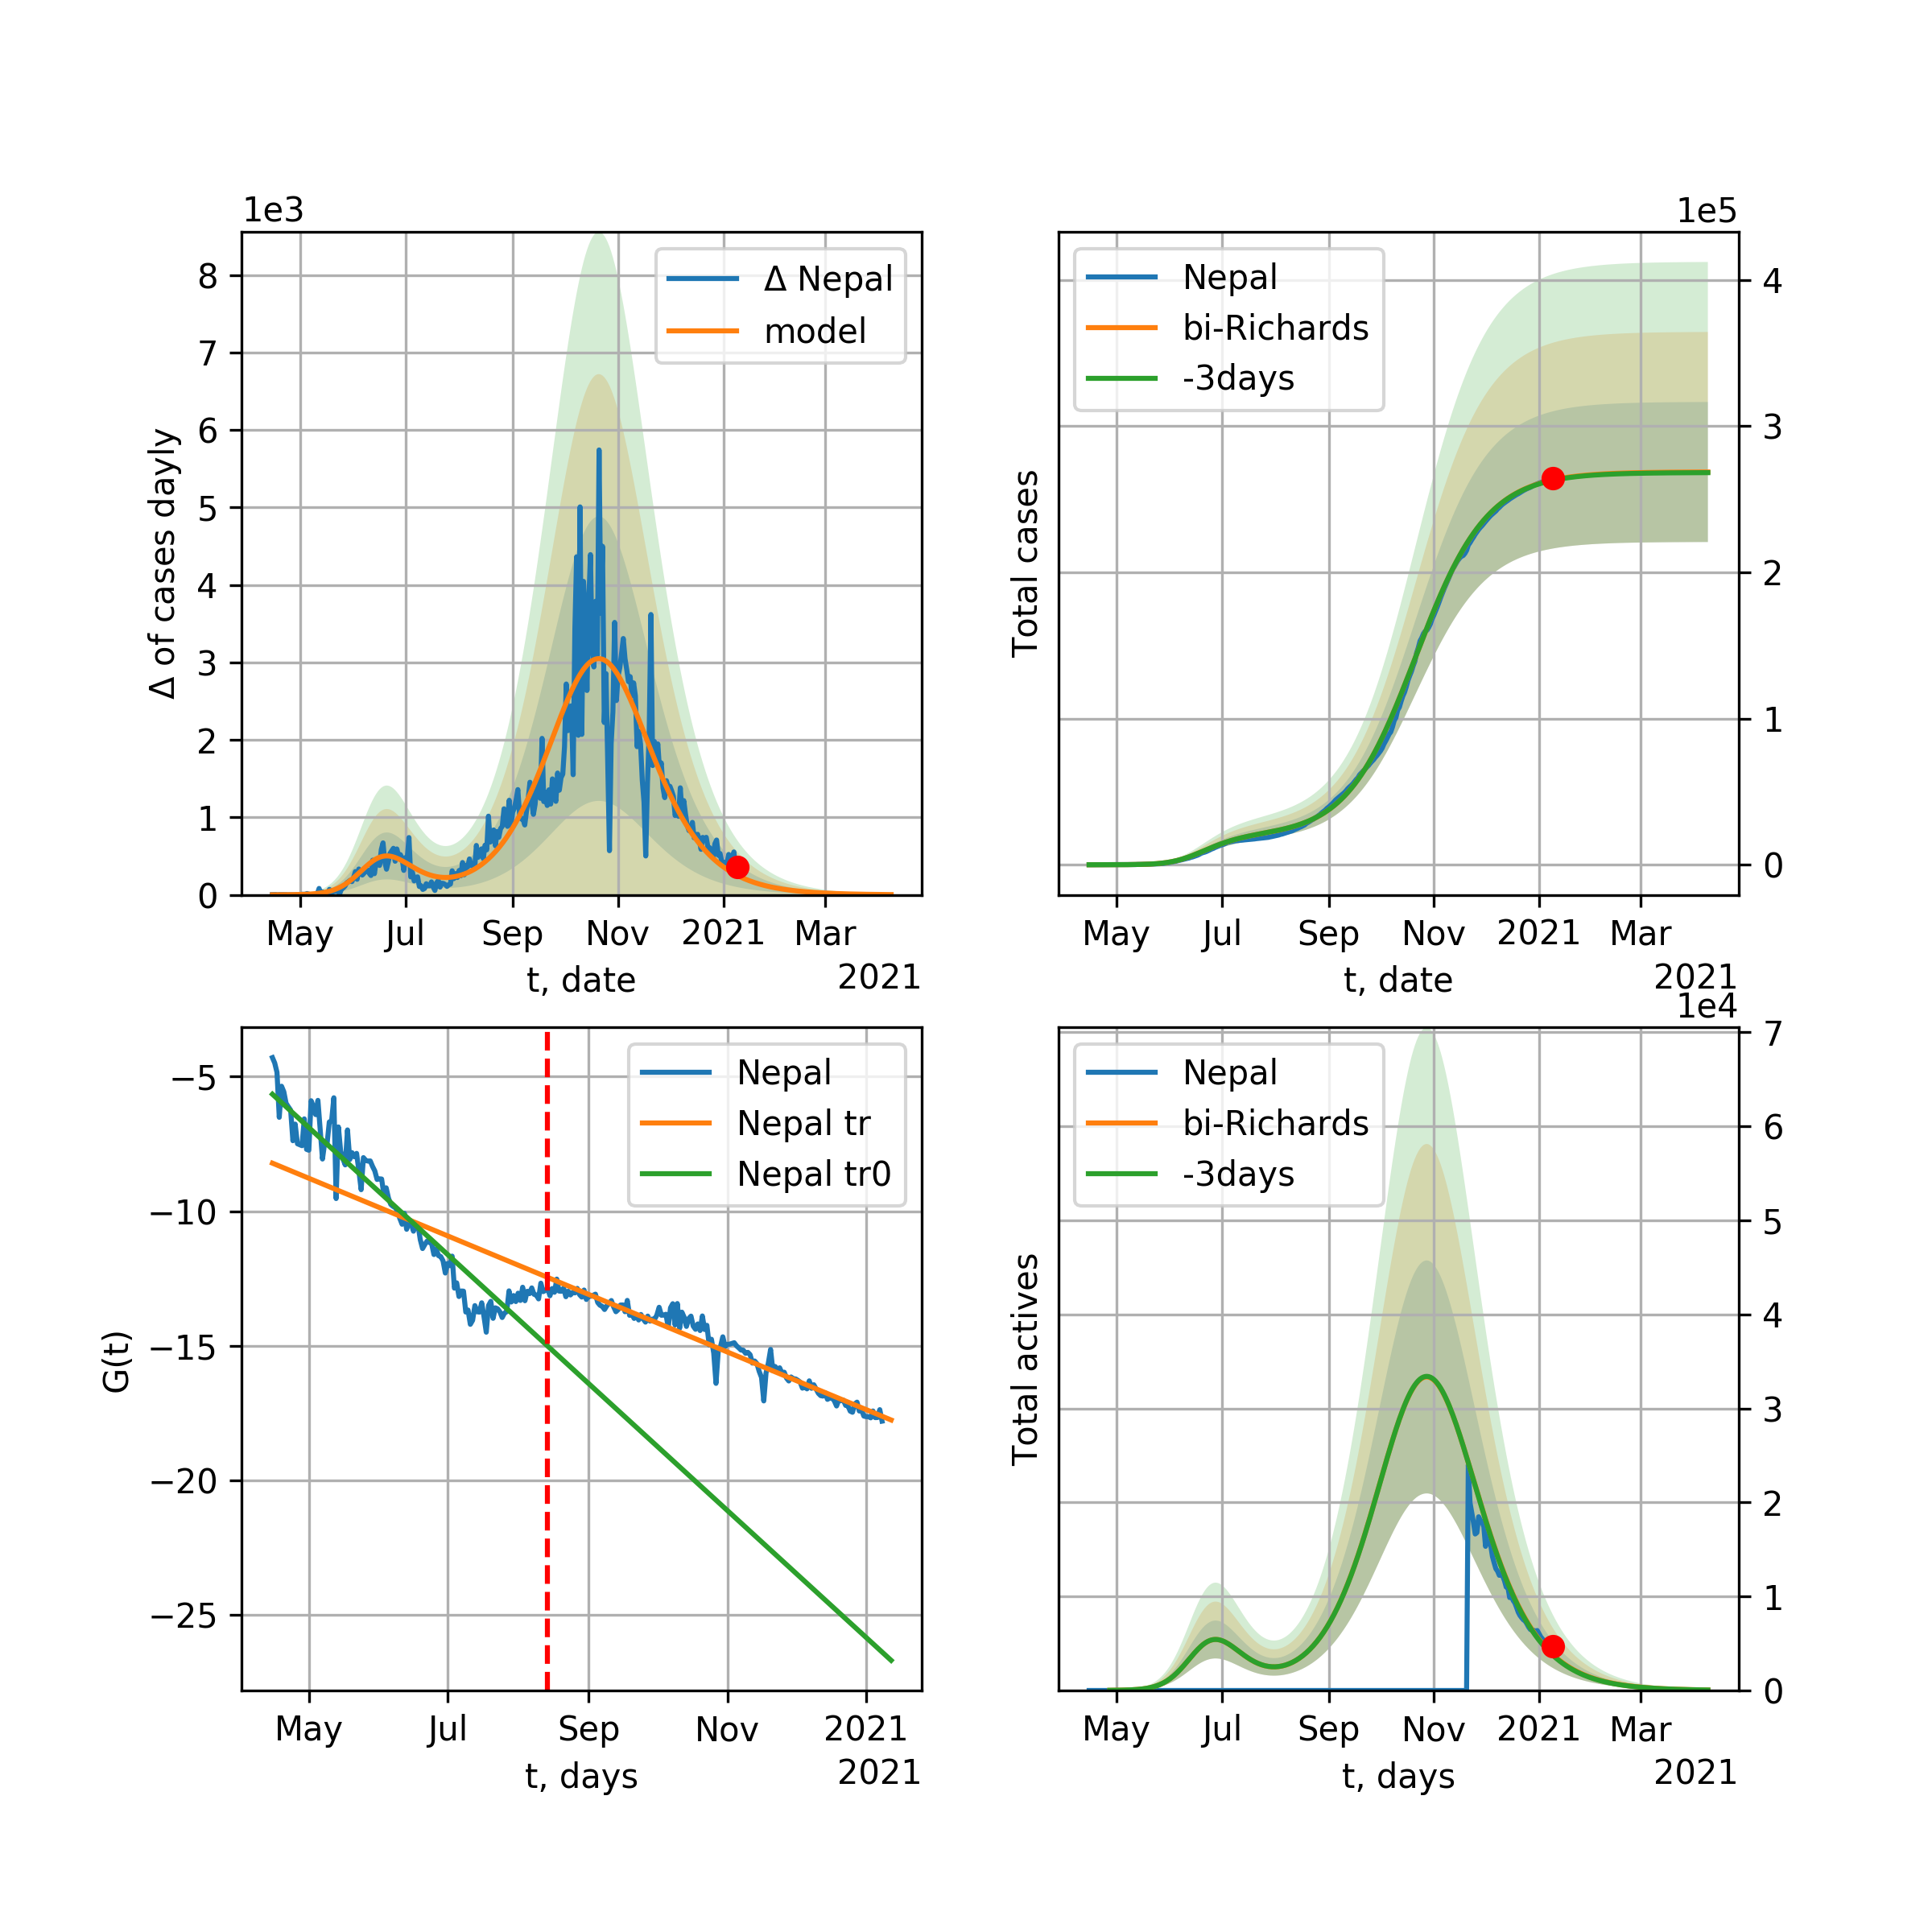 1e3
Δ of cases dayly
8
7
6
5
4
3
2
1
0
Δ Nepal
model
May Jul Sep Nov 2021 Mar
t, date
2021
1e5
Total cases
Nepal
bi-Richards
-3days
4
3
2
1
0
May Jul Sep Nov 2021 Mar
t, date
2021
G(t)
−5
−10
−15
−20
−25
Nepal
Nepal tr
Nepal tr0
May Jul Sep Nov 2021
t, days
2021
1e4
Total actives
Nepal
bi-Richards
-3days
7
6
5
4
3
2
1
0
May Jul Sep Nov 2021 Mar
t, days
2021